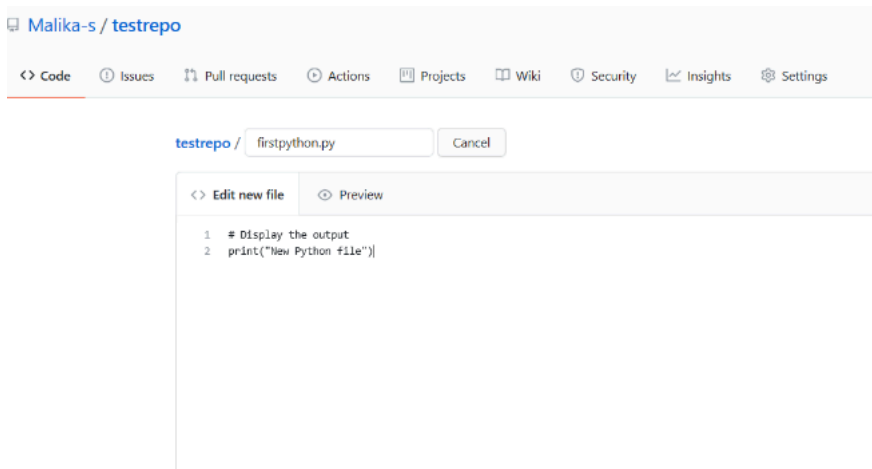 Malika-s / testrepo
<> Code Issues Pull requests Actions Projects Wiki Security Insights Settings
testrepo / firstpython.py Cancel
<> Edit new file Preview
1 # Display the output
2 print("New Python file")